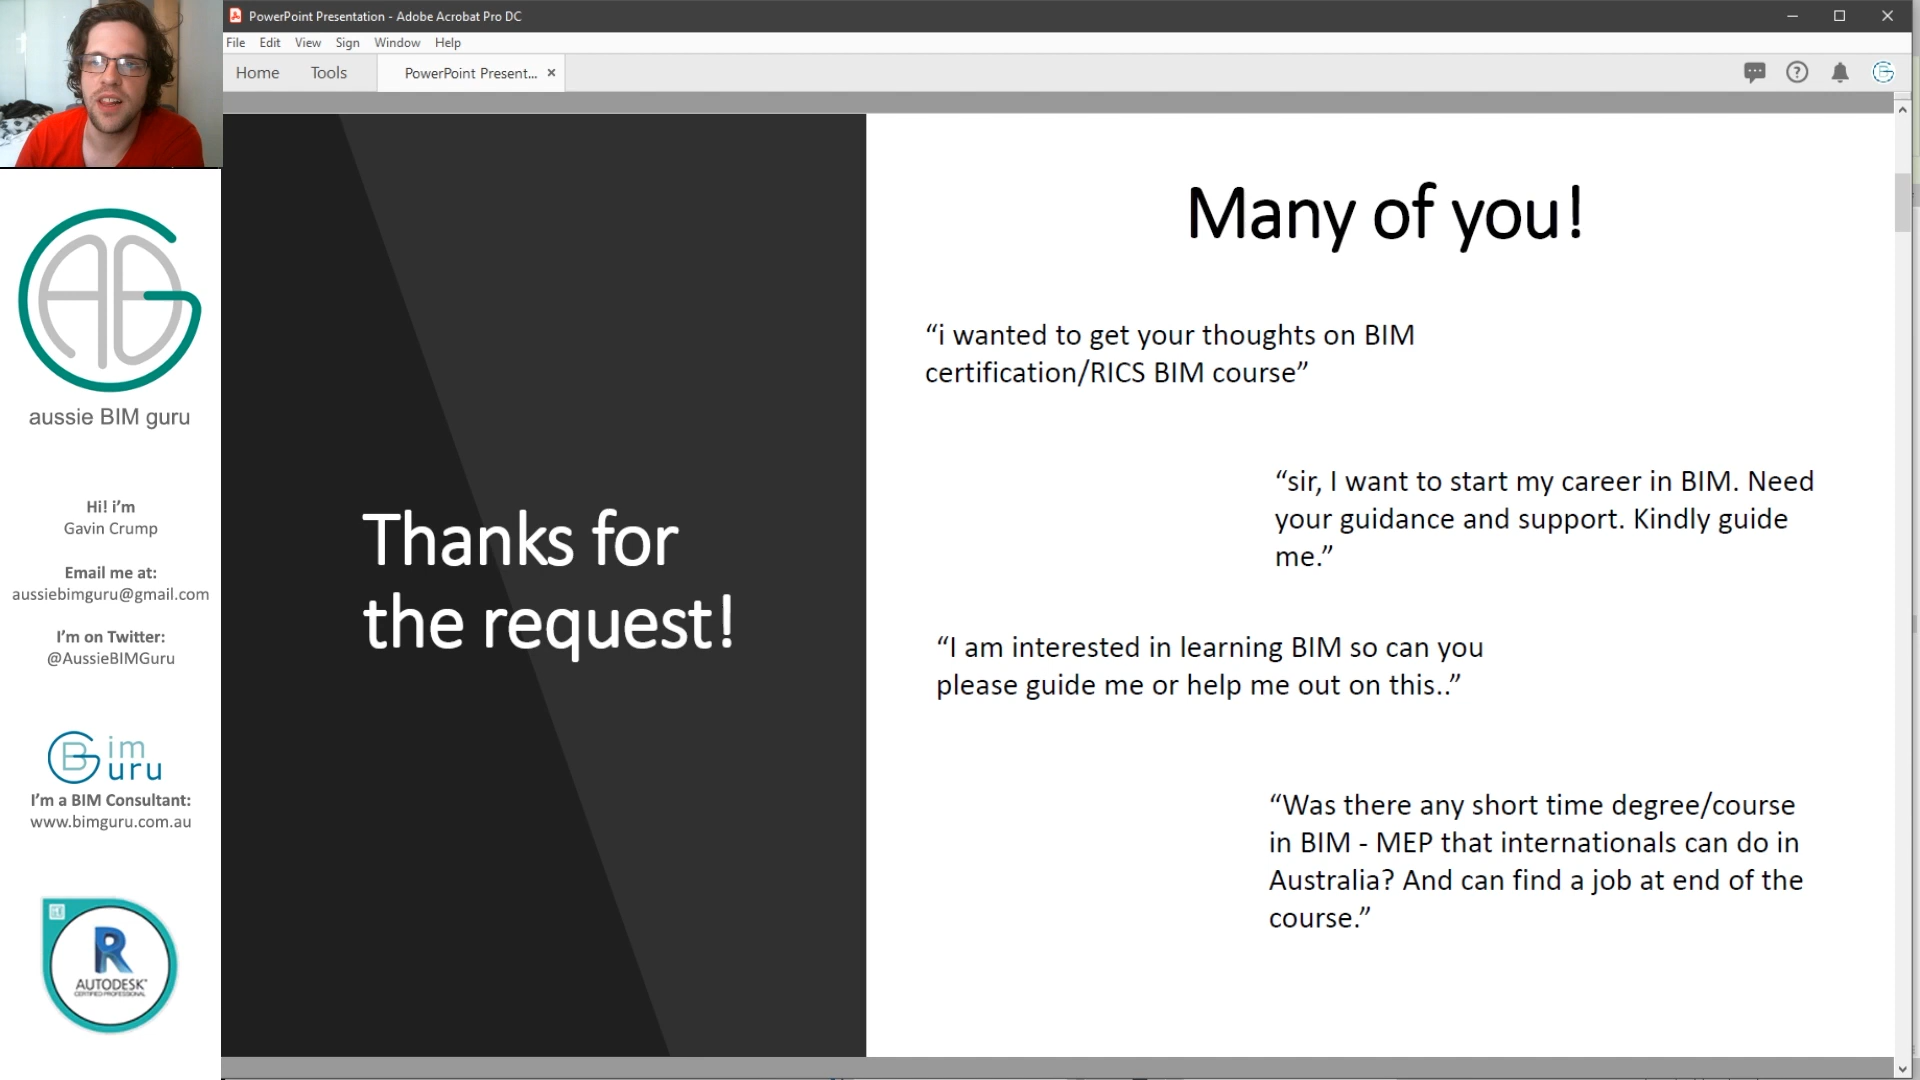 PowerPoint Presentation - Adobe Acrobat Pro DC
File Edit View Sign Window Help
Home Tools PowerPoint Present... ×
Many of you!
“i wanted to get your thoughts on BIM
certification/RICS BIM course”
“sir, I want to start my career in BIM. Need
your guidance and support. Kindly guide
me.”
“I am interested in learning BIM so can you
please guide me or help me out on this..”
“Was there any short time degree/course
in BIM - MEP that internationals can do in
Australia? And can find a job at end of the
course.”
Thanks for
the request!
aussie BIM guru
Hi! i’m
Gavin Crump
Email me at:
aussiebimguru@gmail.com
I’m on Twitter:
@AussieBIMGuru
Bim
Guru
I’m a BIM Consultant:
www.bimguru.com.au
R
AUTODESK
CERTIFIED PROFESSIONAL